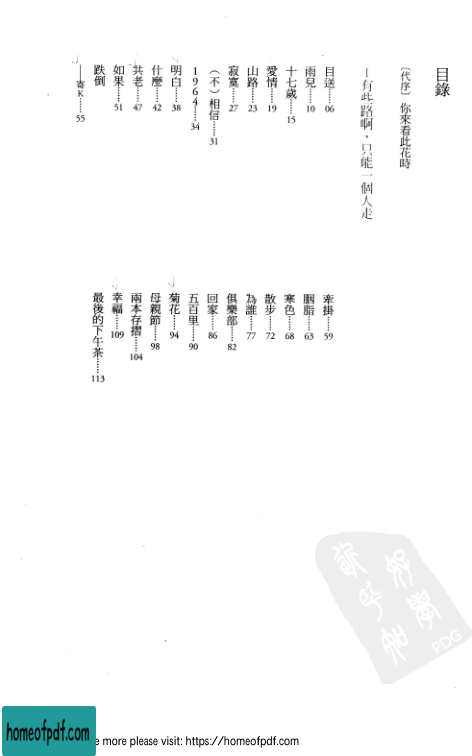 目錄
〔代序〕你來看此花時
I 有些路啊，只能一個人走
目送……06
雨兒……10
十七歲……15
愛情……19
山路……23
寂寞……27
（不）相信……31
1964……34
明白……38
什麼……42
共老……47
如果……51
跌倒
——寄K……55
牽掛……59
胭脂……63
寒色……68
散步……72
為誰……77
俱樂部……82
回家……86
五百里……90
菊花……94
母親節……98
兩本存摺……104
幸福……109
最後的下午茶……113
PDG
homeofpdf.com
e more please visit: https://homeofpdf.com